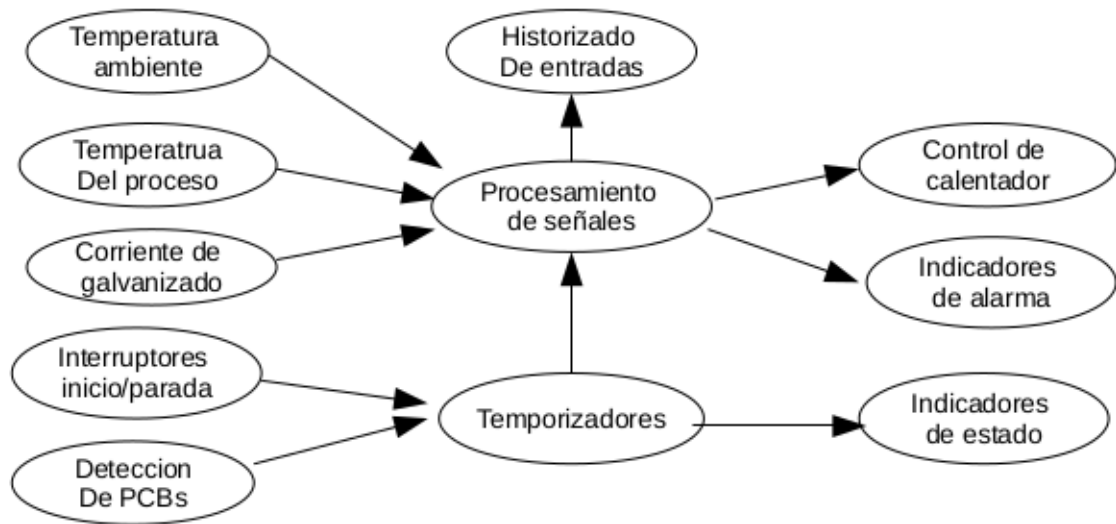 Temperatura
ambiente
Historizado
De entradas
Temperatrua
Del proceso
Procesamiento
de señales
Control de
calentador
Corriente de
galvanizado
Indicadores
de alarma
Interruptores
inicio/parada
Temporizadores
Indicadores
de estado
Deteccion
De PCBs